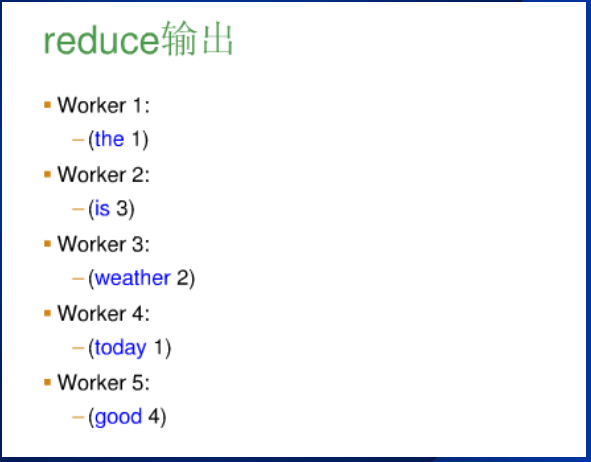 reduce输出
Worker 1:
–(the 1)
Worker 2:
–(is 3)
Worker 3:
–(weather 2)
Worker 4:
–(today 1)
Worker 5:
–(good 4)